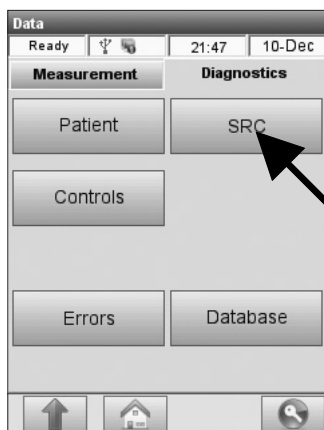 Data
Ready 21:47 10-Dec
Measurement Diagnostics
Patient SRC
Controls
Errors Database